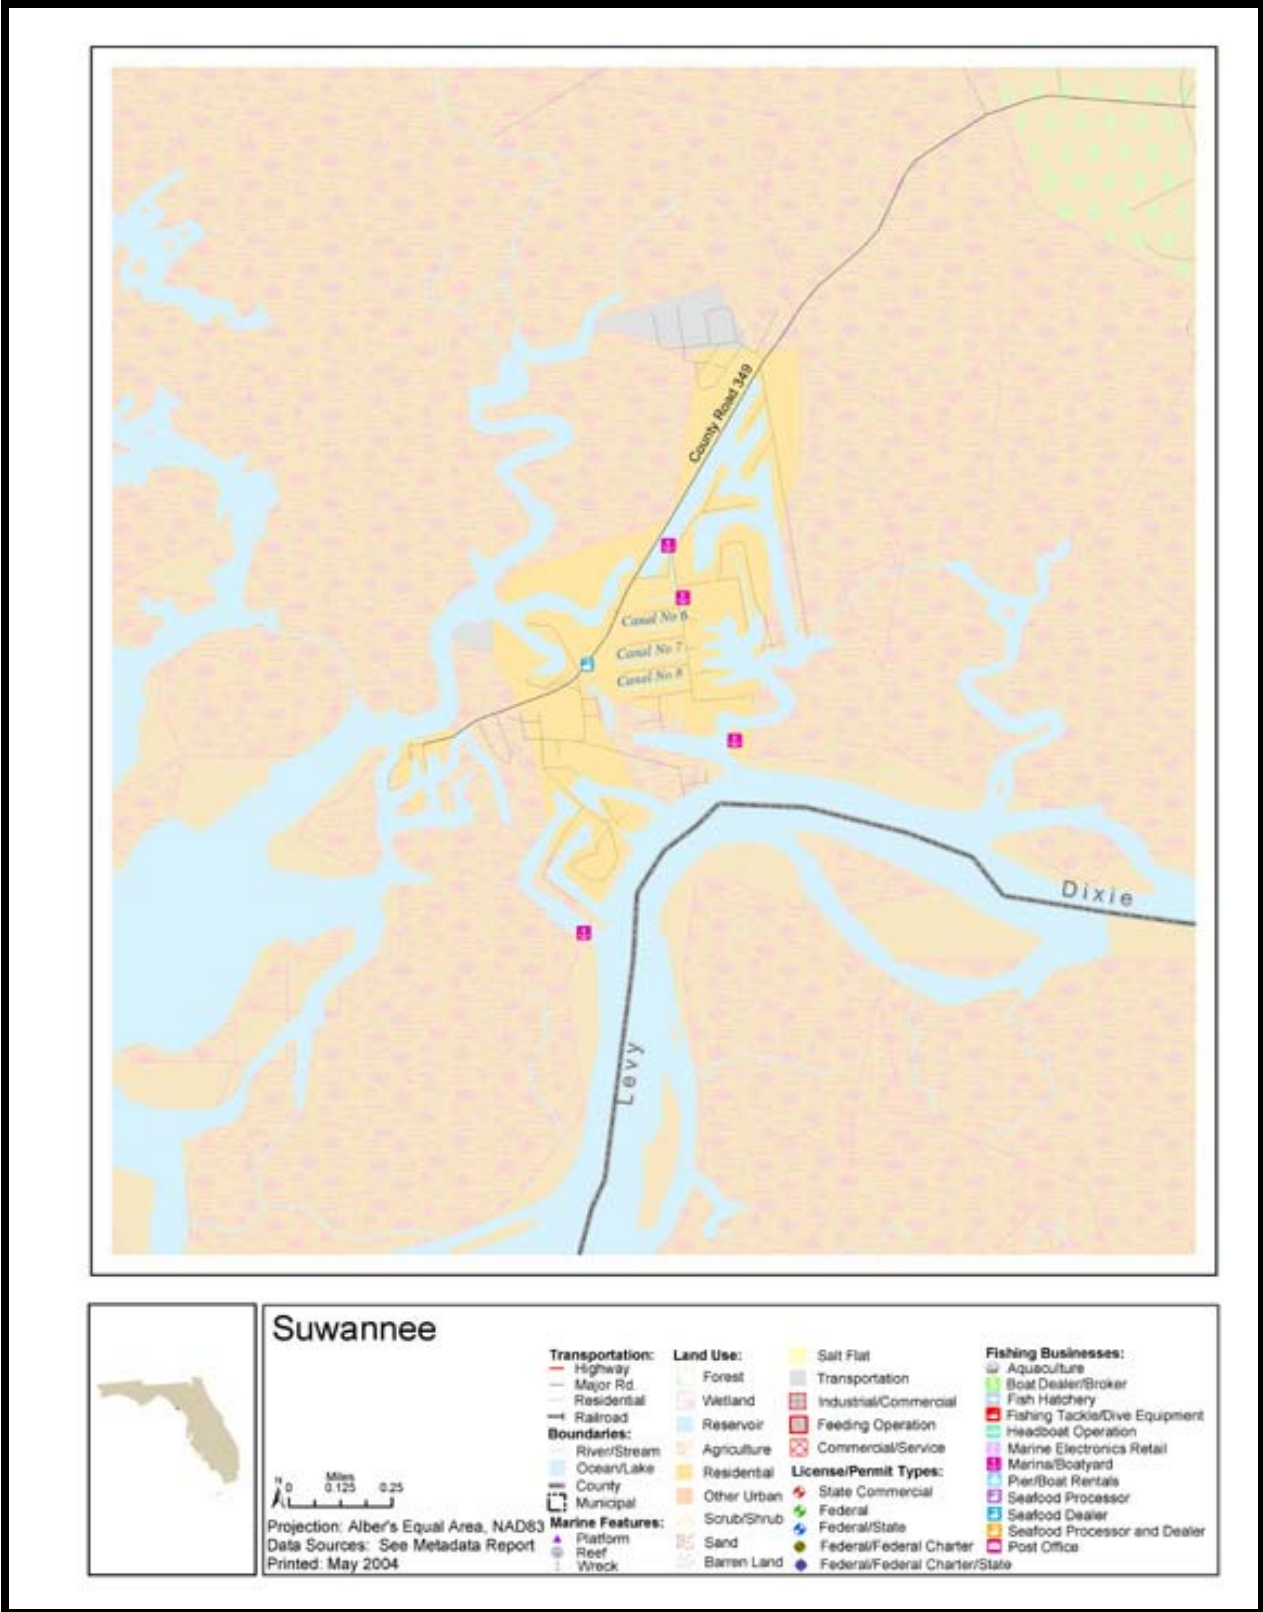 County Road 349
Canal No 6
Canal No 7
Canal No 8
Dixie
Levy
Suwannee
N
Miles
0 0.125 0.25
Projection: Alber's Equal Area, NAD83
Data Sources: See Metadata Report
Printed: May 2004
Transportation:
Highway
Major Rd.
Residential
Railroad
Boundaries:
River/Stream
Ocean/Lake
County
Municipal
Marine Features:
Platform
Reef
Wreck
Land Use:
Forest
Wetland
Reservoir
Agriculture
Residential
Other Urban
Scrub/Shrub
Sand
Barren Land
Salt Flat
Transportation
Industrial/Commercial
Feeding Operation
Commercial/Service
License/Permit Types:
State Commercial
Federal
Federal/State
Federal/Federal Charter
Federal/Federal Charter/State
Fishing Businesses:
Aquaculture
Boat Dealer/Broker
Fish Hatchery
Fishing Tackle/Dive Equipment
Headboat Operation
Marine Electronics Retail
Marina/Boatyard
Pier/Boat Rentals
Seafood Processor
Seafood Dealer
Seafood Processor and Dealer
Post Office